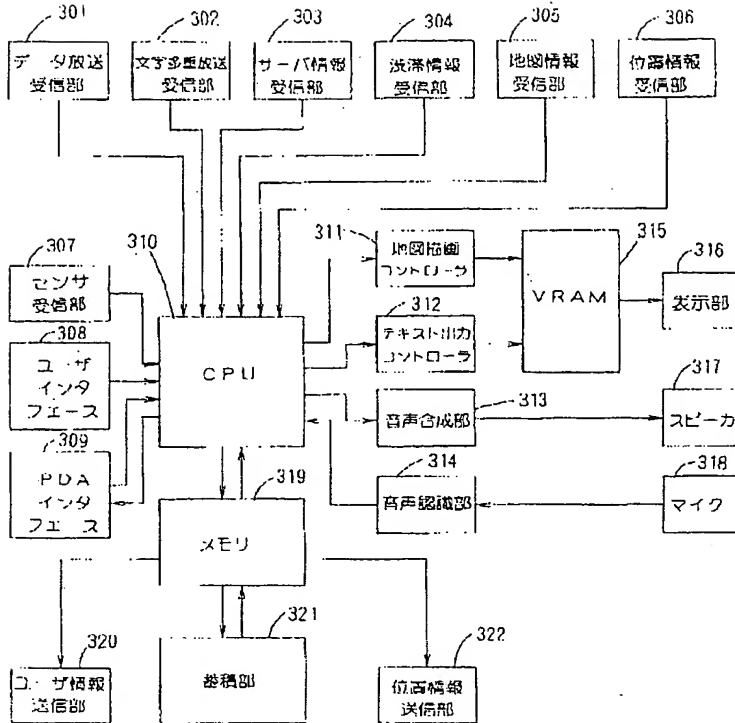 301
302
303
304
305
306
データ放送
受信部
文字多重放送
受信部
サーバ情報
受信部
渋滞情報
受信部
地図情報
受信部
位置情報
受信部
307
センサ
受信部
308
ユーザ
インタ
フェース
309
PDA
インタ
フェース
310
CPU
311
地図描画
コントローラ
312
テキスト出力
コントローラ
315
VRAM
316
表示部
313
音声合成部
317
スピーカ
314
音声認識部
318
マイク
319
メモリ
320
ユーザ情報
送信部
321
蓄積部
322
位置情報
送信部